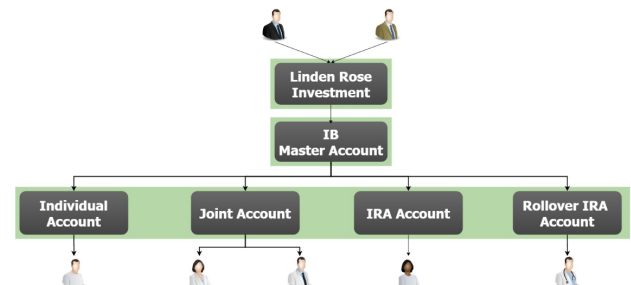 Linden Rose
Investment
IB
Master Account
Individual
Account
Joint Account
IRA Account
Rollover IRA
Account